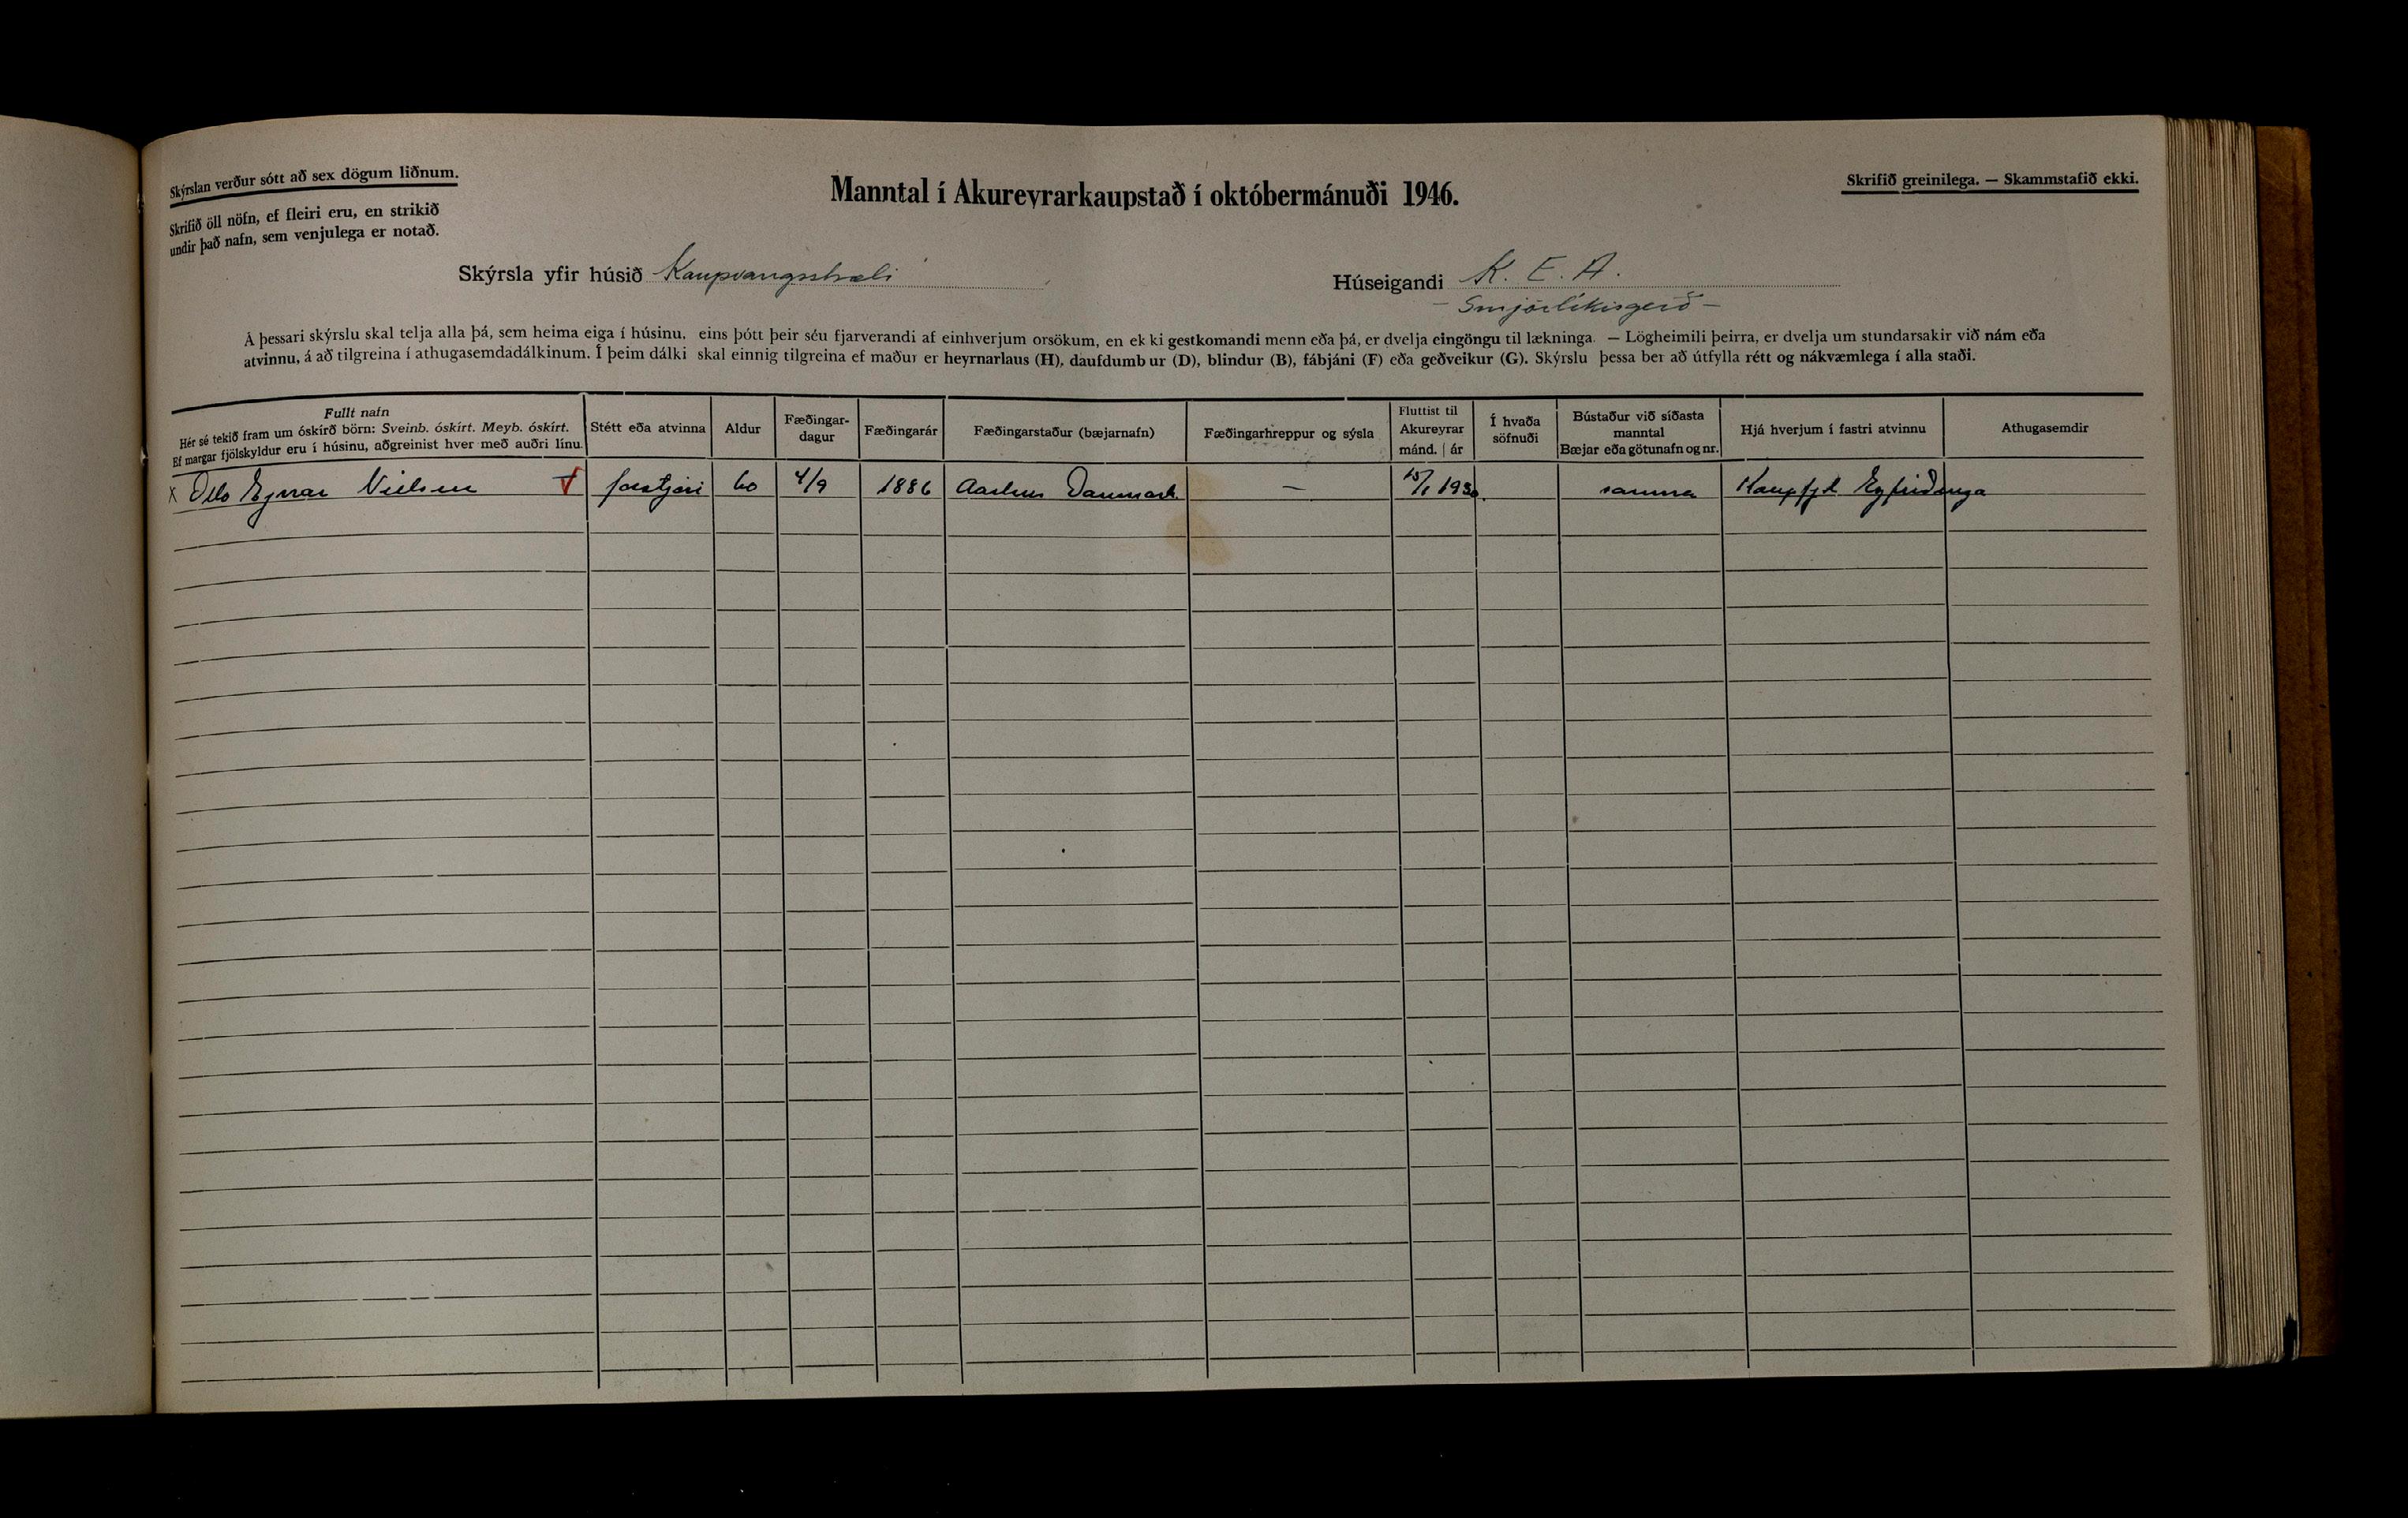 Skýrslan verður sótt að sex dögum liðnum.
Skrifið öll nöfn, ef fleiri eru, en strikið
undir það nafn, sem venjulega er notað.
Manntal í Akureyrarkaupstað í októbermánuði 1946.
Skrifið greinilega. — Skammstafið ekki.
Skýrsla yfir húsið Kaupvangsstræti
Húseigandi K. E. A.
- Smjörlíkisgerð -
Á þessari skýrslu skal telja alla þá, sem heima eiga í húsinu, eins þótt þeir séu fjarverandi af einhverjum orsökum, en ekki gestkomandi menn eða þá, er dvelja eingöngu til lækninga. — Lögheimili þeirra, er dvelja um stundarsakir við nám eða
atvinnu, á að tilgreina í athugasemdadálkinum. Í þeim dálki skal einnig tilgreina ef maður er heyrnarlaus (H), daufdumbur (D), blindur (B), fábjáni (F) eða geðveikur (G). Skýrslu þessa ber að útfylla rétt og nákvæmlega í alla staði.
Fullt nafn
Hér sé tekið fram um óskírð börn: Sveinb. óskírt. Meyb. óskírt.
Ef margar fjölskyldur eru í húsinu, aðgreinist hver með auðri línu.
Stétt eða atvinna
Aldur
Fæðingar-
dagur
Fæðingarár
Fæðingarstaður (bæjarnafn)
Fæðingarhreppur og sýsla
Fluttist til
Akureyrar
mánd. | ár
Í hvaða
söfnuði
Bústaður við síðasta
manntal
Bæjar eða götunafn og nr.
Hjá hverjum í fastri atvinnu
Athugasemdir
x Otto Ejnar Nielsen forstjóri 60 4/9 1886 Aarhus Danmark — 1930. samma Kaupfjel Eyfirðinga